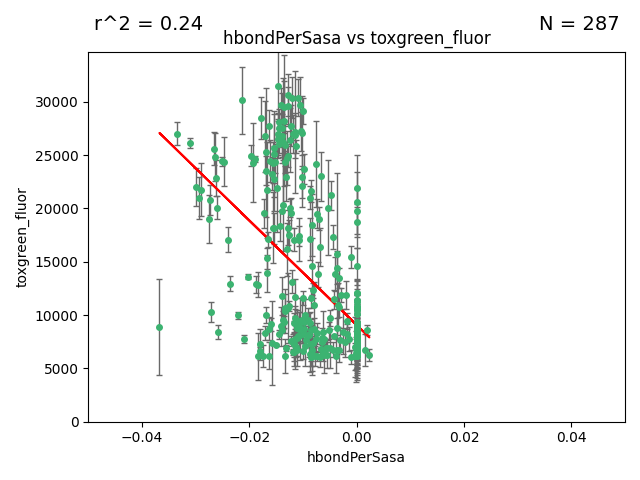 r^2 = 0.24
N = 287
hbondPerSasa vs toxgreen_fluor
toxgreen_fluor
30000
25000
20000
15000
10000
5000
0
−0.04
−0.02
0.00
0.02
0.04
hbondPerSasa